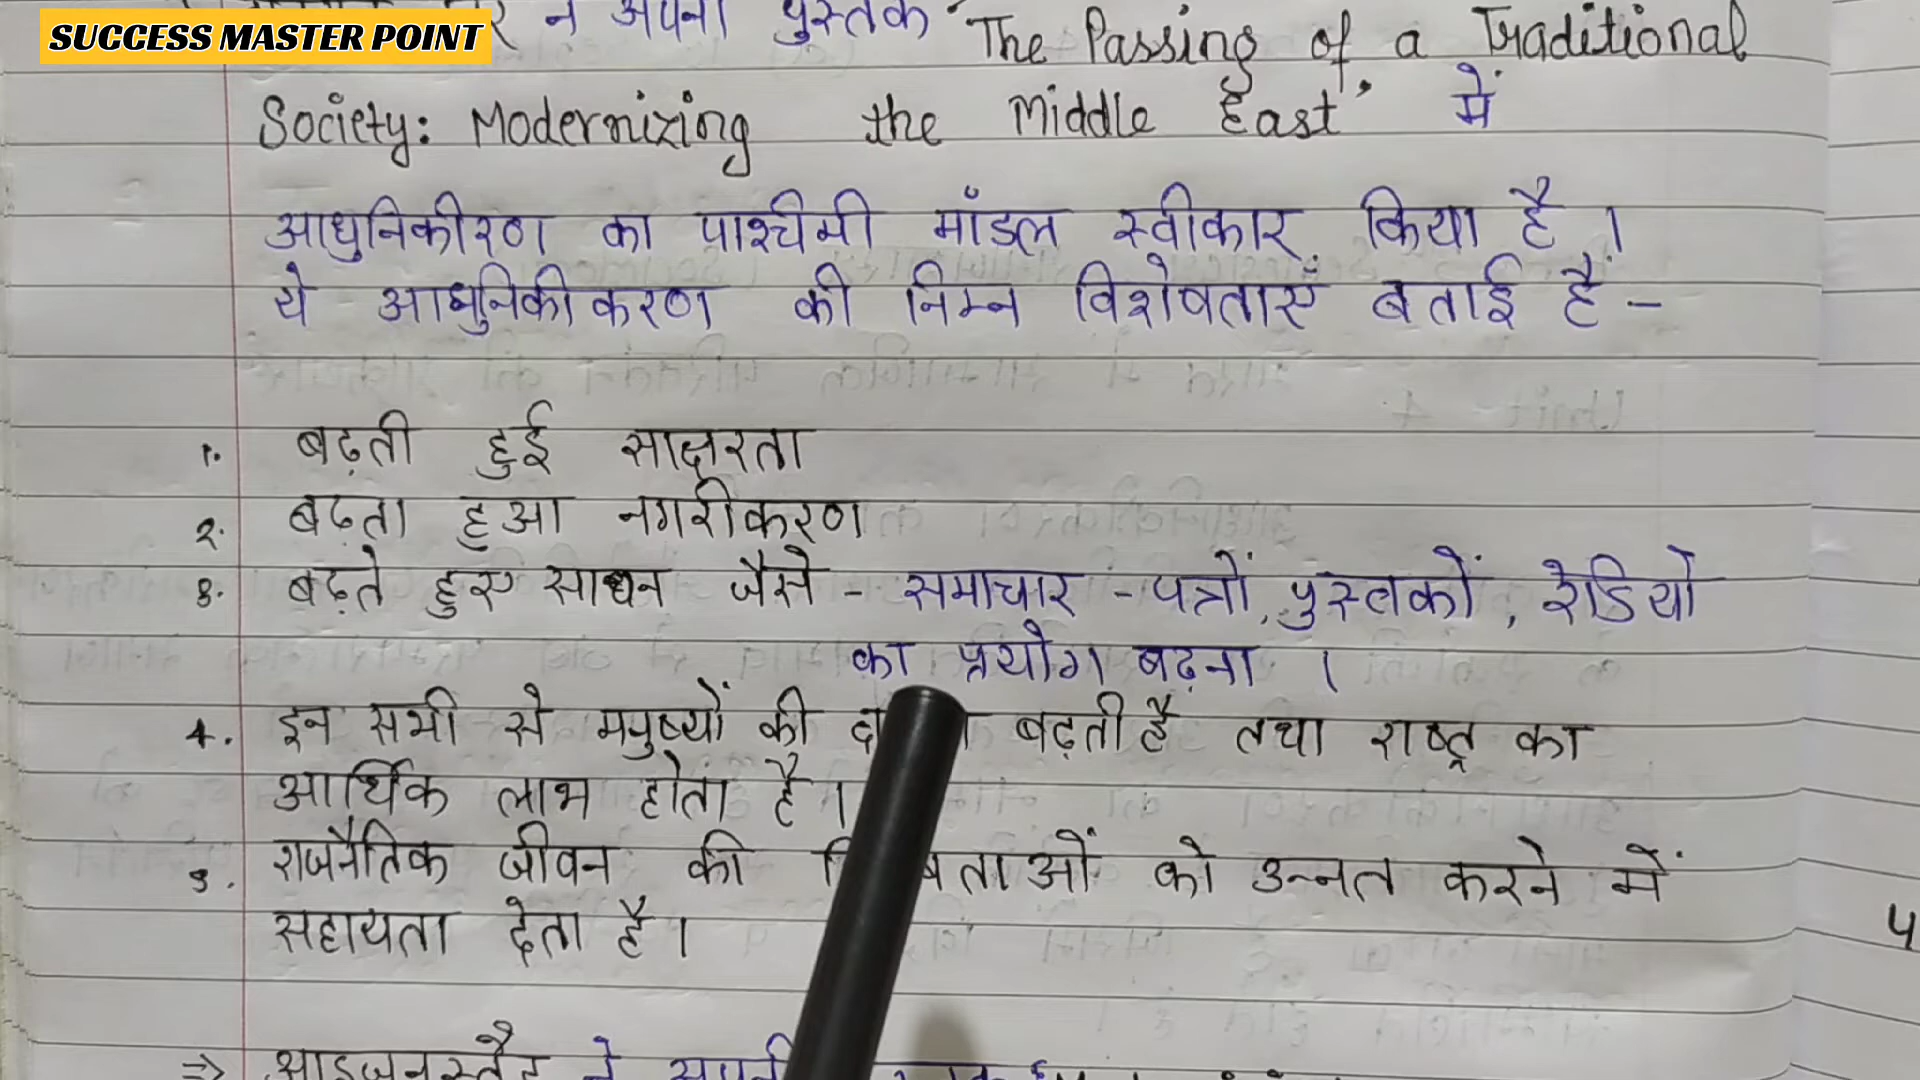 SUCCESS MASTER POINT
ने अपनी पुस्तक "The Passing of a Traditional
Society: Modernizing the Middle East" में
आधुनिकीरण का पाश्चीमी मॉडल स्वीकार किया है।
ये आधुनिकीकरण की निम्न विशेषताएँ बताई हैं -
1. बढ़ती हुई साक्षरता
2. बढ़ता हुआ नगरीकरण
3. बढ़ते हुए साधन जैसे - समाचार - पत्रों, पुस्तकों, रेडियो
का प्रयोग बढ़ना ।
4. इन सभी से मनुष्यों की बढ़ती है तथा राष्ट्र का
आर्थिक लाभ होता है।
5. राजनैतिक जीवन की को उन्नत करने में
सहायता देता है।
⇒ ने